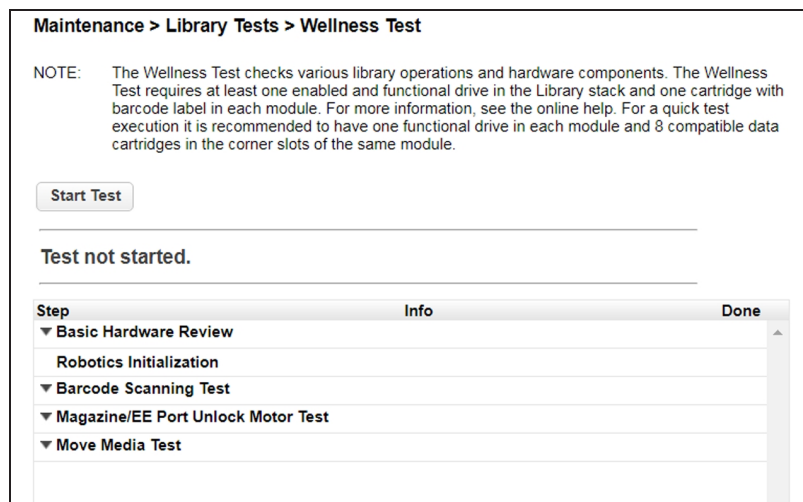 Maintenance > Library Tests > Wellness Test
NOTE: The Wellness Test checks various library operations and hardware components. The Wellness
Test requires at least one enabled and functional drive in the Library stack and one cartridge with
barcode label in each module. For more information, see the online help. For a quick test
execution it is recommended to have one functional drive in each module and 8 compatible data
cartridges in the corner slots of the same module.
Start Test
Test not started.
Step Info Done
Basic Hardware Review
Robotics Initialization
Barcode Scanning Test
Magazine/EE Port Unlock Motor Test
Move Media Test